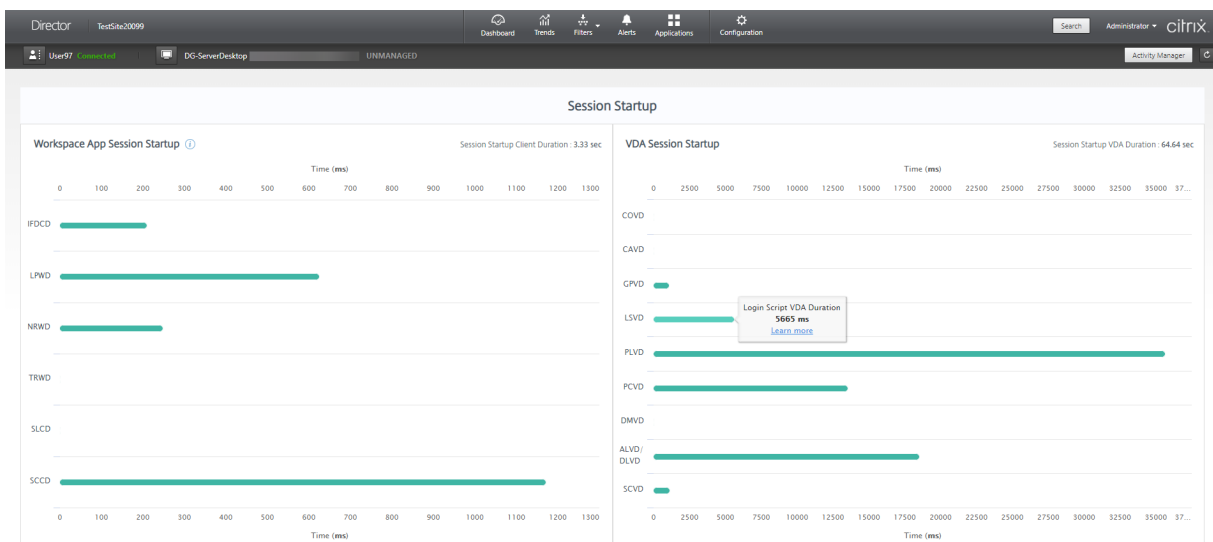 Director TestSite20099 Dashboard Trends Filters Alerts Applications Configuration Search Administrator citrix
User97 Connected DG-ServerDesktop UNMANAGED Activity Manager
Session Startup
Workspace App Session Startup Session Startup Client Duration : 3.33 sec
Time (ms)
0 100 200 300 400 500 600 700 800 900 1000 1100 1200 1300
IFDCD
LPWD
NRWD
TRWD
SLCD
SCCD
0 100 200 300 400 500 600 700 800 900 1000 1100 1200 1300
Time (ms)
VDA Session Startup Session Startup VDA Duration : 64.64 sec
Time (ms)
0 2500 5000 7500 10000 12500 15000 17500 20000 22500 25000 27500 30000 32500 35000 37...
COVD
CAVD
GPVD
Login Script VDA Duration
LSVD 5665 ms
Learn more
PLVD
PCVD
DMVD
ALVD/
DLVD
SCVD
0 2500 5000 7500 10000 12500 15000 17500 20000 22500 25000 27500 30000 32500 35000 37...
Time (ms)